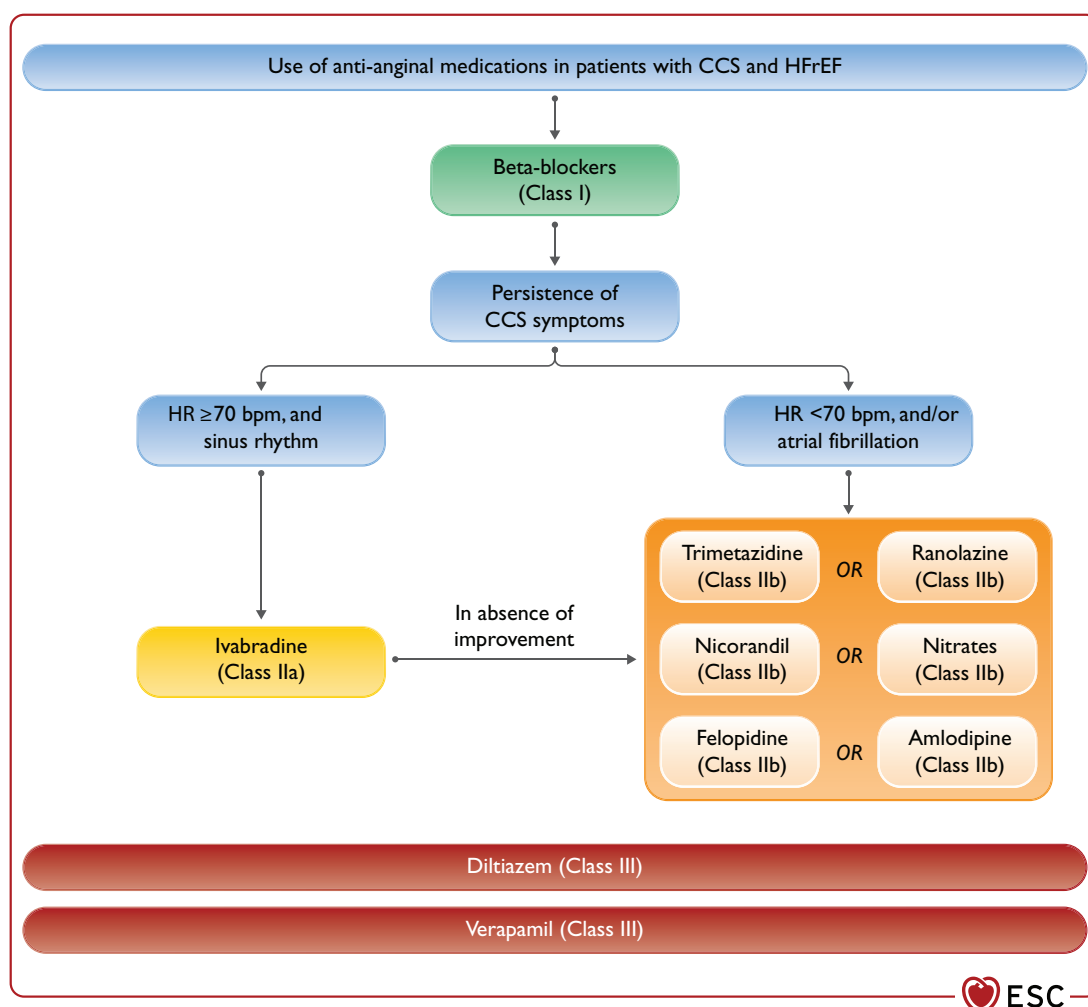 Use of anti-anginal medications in patients with CCS and HFrEF
Beta-blockers
(Class I)
Persistence of
CCS symptoms
HR ≥70 bpm, and
sinus rhythm
HR <70 bpm, and/or
atrial fibrillation
Trimetazidine
(Class IIb)
OR
Ranolazine
(Class IIb)
In absence of
improvement
Ivabradine
(Class IIa)
Nicorandil
(Class IIb)
OR
Nitrates
(Class IIb)
Felopidine
(Class IIb)
OR
Amlodipine
(Class IIb)
Diltiazem (Class III)
Verapamil (Class III)
ESC